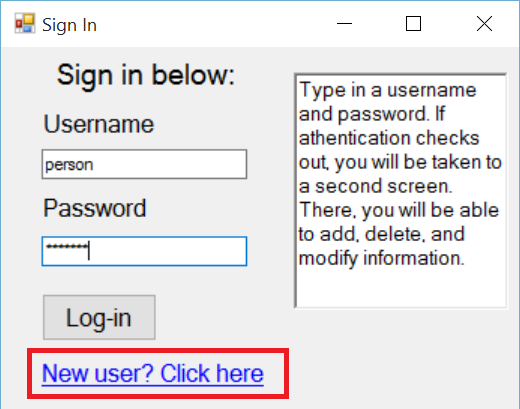 Sign In
Sign in below:
Username
person
Password
*******
Log-in
New user? Click here
Type in a username
and password. If
athentication checks
out, you will be taken to
a second screen.
There, you will be able
to add, delete, and
modify information.